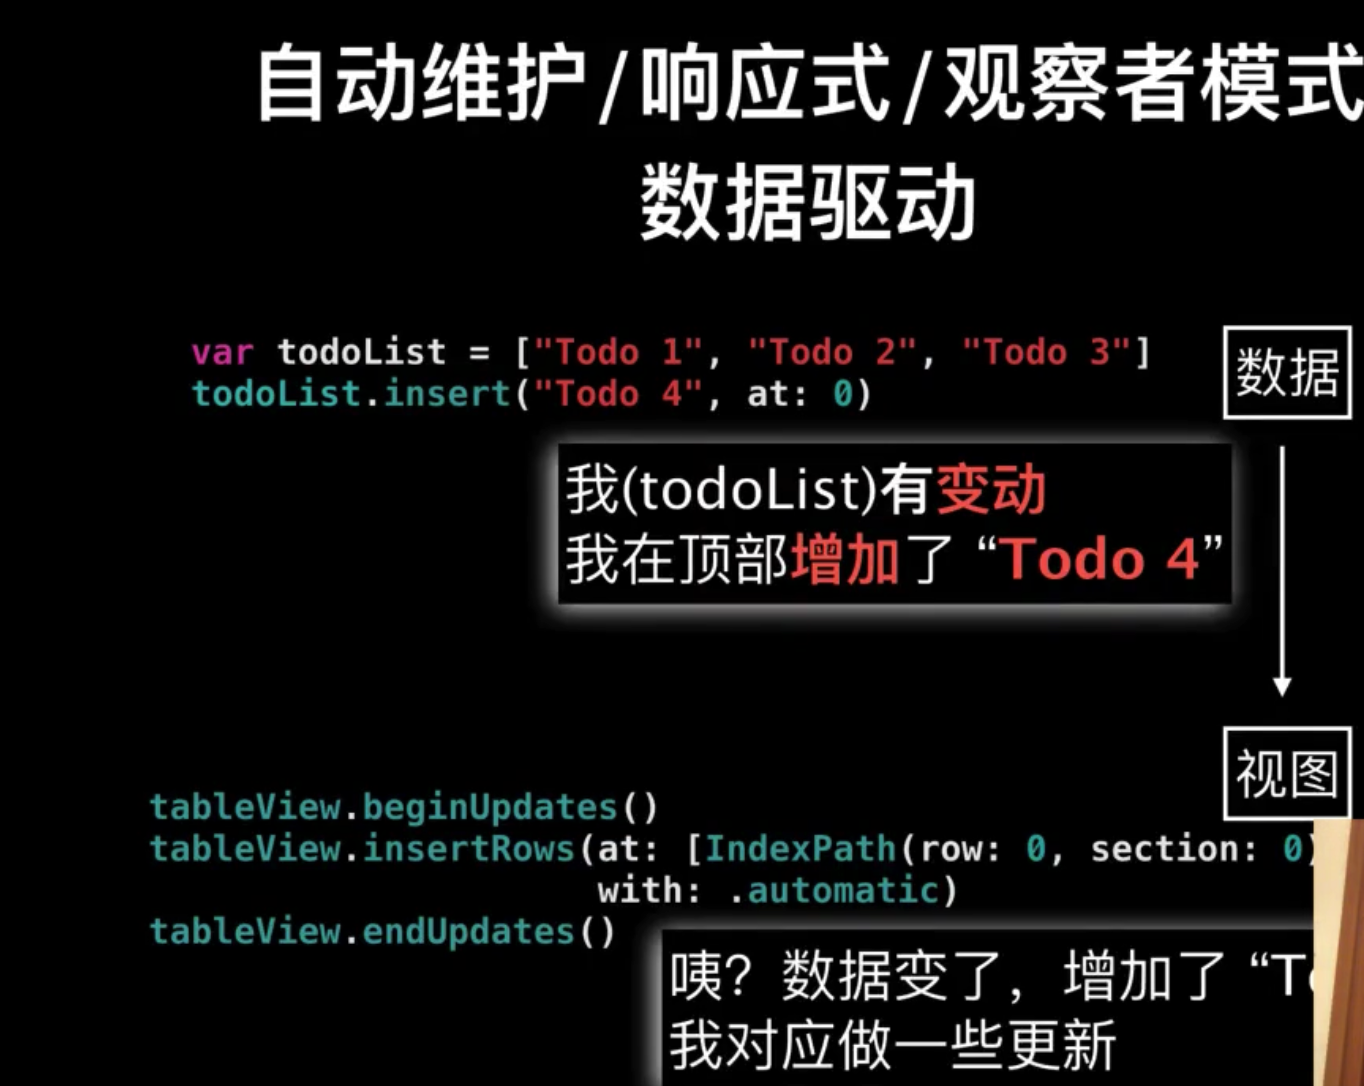 自动维护/响应式/观察者模式
数据驱动
var todoList = ["Todo 1", "Todo 2", "Todo 3"]
todoList.insert("Todo 4", at: 0)
数据
我(todoList)有变动
我在顶部增加了 “Todo 4”
视图
tableView.beginUpdates()
tableView.insertRows(at: [IndexPath(row: 0, section: 0)
with: .automatic)
tableView.endUpdates()
咦？数据变了，增加了 “To
我对应做一些更新